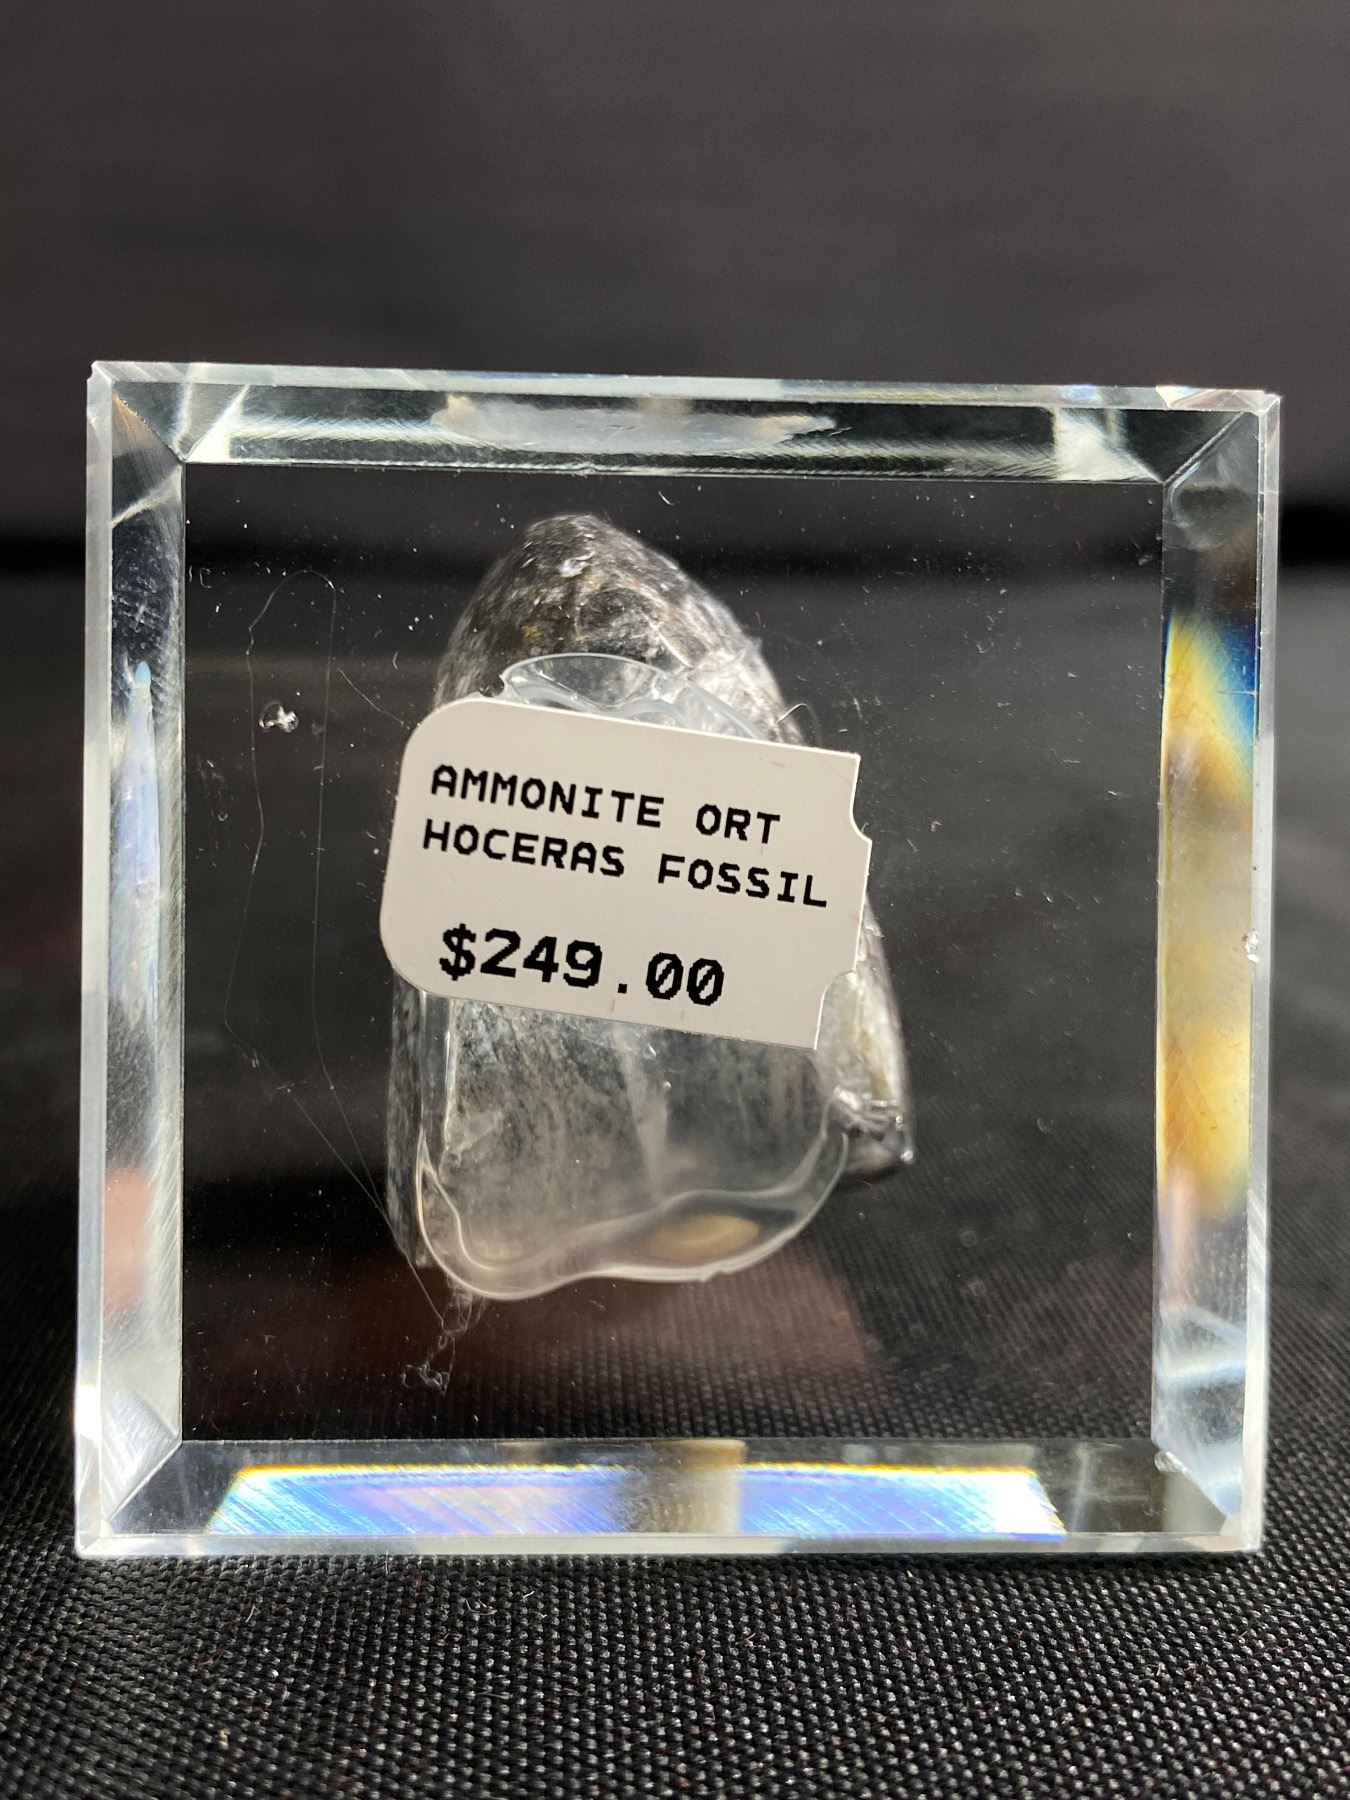 AMMONITE ORT
HOCERAS FOSSIL
$249.00